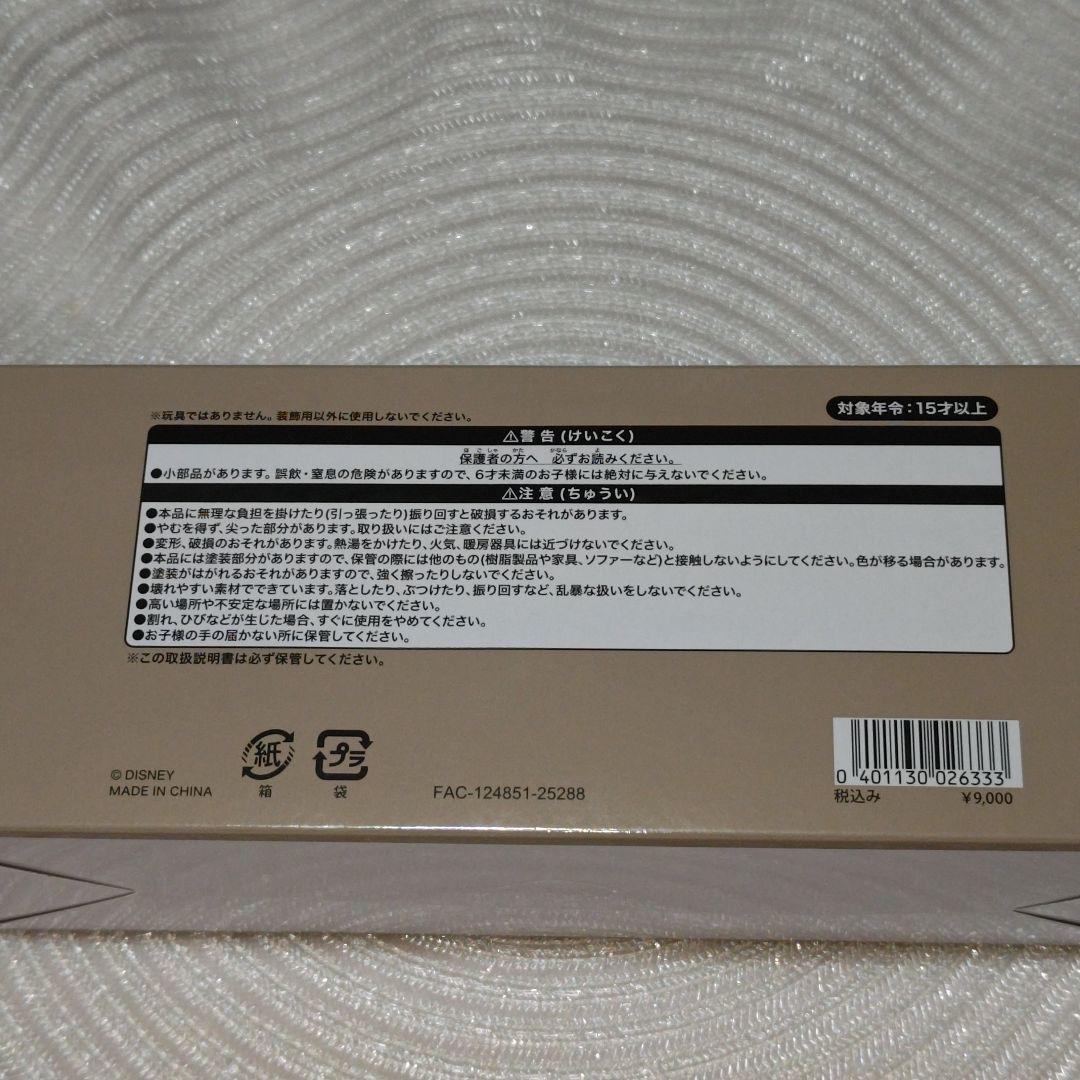 ※玩具ではありません。装飾用以外に使用しないでください。
対象年令:15才以上
⚠警告(けいこく)
ほごしゃ かた かなら よ
保護者の方へ 必ずお読みください。
●小部品があります。誤飲・窒息の危険がありますので、6才未満のお子様には絶対に与えないでください。
⚠注意(ちゅうい)
●本品に無理な負担を掛けたり(引っ張ったり)振り回すと破損するおそれがあります。
●やむを得ず、尖った部分があります。取り扱いにはご注意ください。
●変形、破損のおそれがあります。熱湯をかけたり、火気、暖房器具には近づけないでください。
●本品には塗装部分がありますので、保管の際には他のもの(樹脂製品や家具、ソファーなど)と接触しないようにしてください。色が移る場合があります。
●塗装がはがれるおそれがありますので、強く擦ったりしないでください。
●壊れやすい素材でできています。落としたり、ぶつけたり、振り回すなど、乱暴な扱いをしないでください。
●高い場所や不安定な場所には置かないでください。
●割れ、ひびなどが生じた場合、すぐに使用をやめてください。
●お子様の手の届かない所に保管してください。
※この取扱説明書は必ず保管してください。
紙
箱
プラ
袋
© DISNEY
MADE IN CHINA
FAC-124851-25288
0 401130 026333
税込み ¥9,000